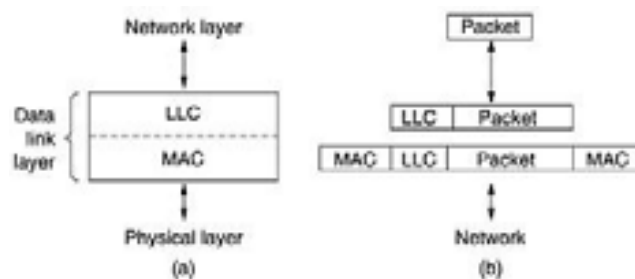 Network layer
Data
link
layer
LLC
MAC
Physical layer
(a)
Packet
LLC Packet
MAC LLC Packet MAC
Network
(b)